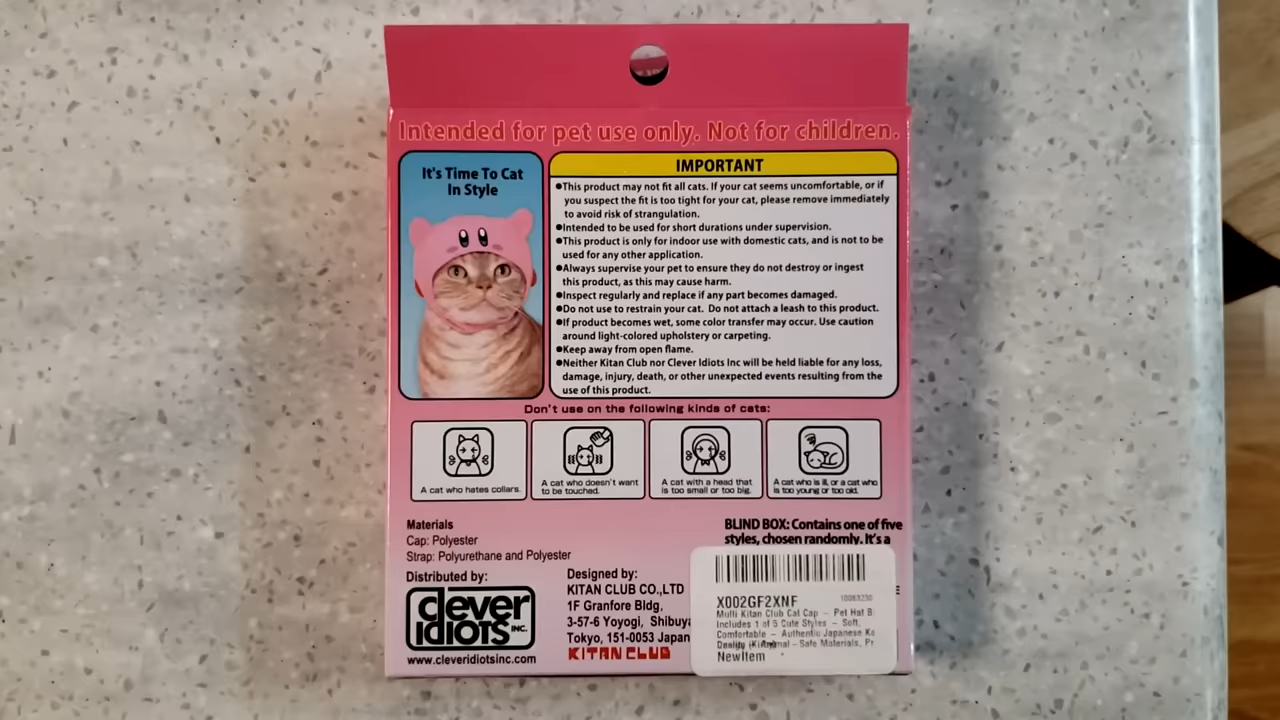 Intended for pet use only. Not for children.
It's Time To Cat
In Style
IMPORTANT
●This product may not fit all cats. If your cat seems uncomfortable, or if
you suspect the fit is too tight for your cat, please remove immediately
to avoid risk of strangulation.
●Intended to be used for short durations under supervision.
●This product is only for indoor use with domestic cats, and is not to be
used for any other application.
●Always supervise your pet to ensure they do not destroy or ingest
this product, as this may cause harm.
●Inspect regularly and replace if any part becomes damaged.
●Do not use to restrain your cat. Do not attach a leash to this product.
●If product becomes wet, some color transfer may occur. Use caution
around light-colored upholstery or carpeting.
●Keep away from open flame.
●Neither Kitan Club nor Clever Idiots Inc will be held liable for any loss,
damage, injury, death, or other unexpected events resulting from the
use of this product.
Don't use on the following kinds of cats:
A cat who hates collars.
A cat who doesn't want
to be touched.
A cat with a head that
is too small or too big.
A cat who is ill, or a cat who
is too young or too old.
Materials
Cap: Polyester
Strap: Polyurethane and Polyester
Distributed by:
clever
idiots INC.
www.cleveridiotsinc.com
Designed by:
KITAN CLUB CO.,LTD
1F Granfore Bldg,
3-57-6 Yoyogi, Shibuya
Tokyo, 151-0053 Japan
KITAN CLUB
BLIND BOX: Contains one of five
styles, chosen randomly. It's a
X002GF2XNF
Multi Kitan Club Cat Cap - Pet Hat B
Includes 1 of 5 Cute Styles - Soft,
Comfortable - Authentic Japanese Ka
- Safe Materials, Pr
NewItem